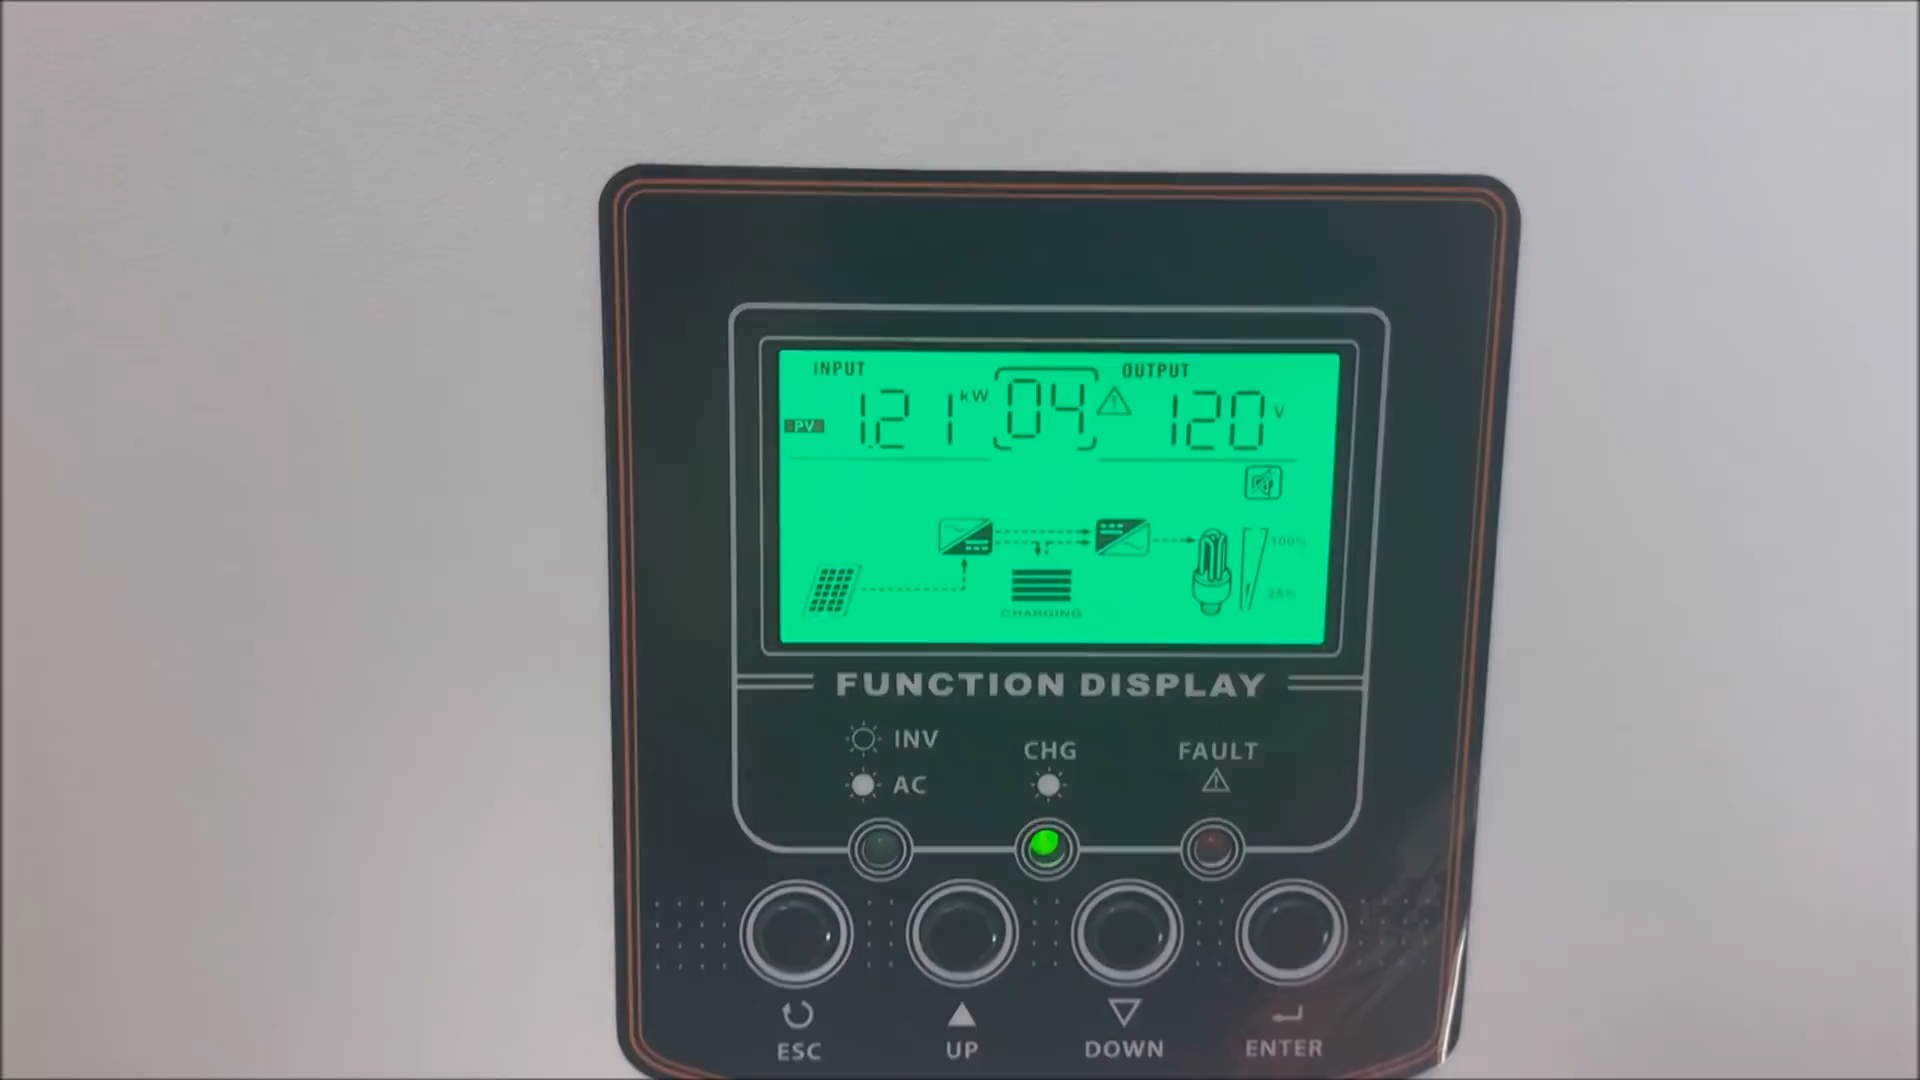 INPUT
OUTPUT
PV 1.21 kW 04 120 V
100%
25%
CHARGING
FUNCTION DISPLAY
INV
AC
CHG
FAULT
ESC
UP
DOWN
ENTER